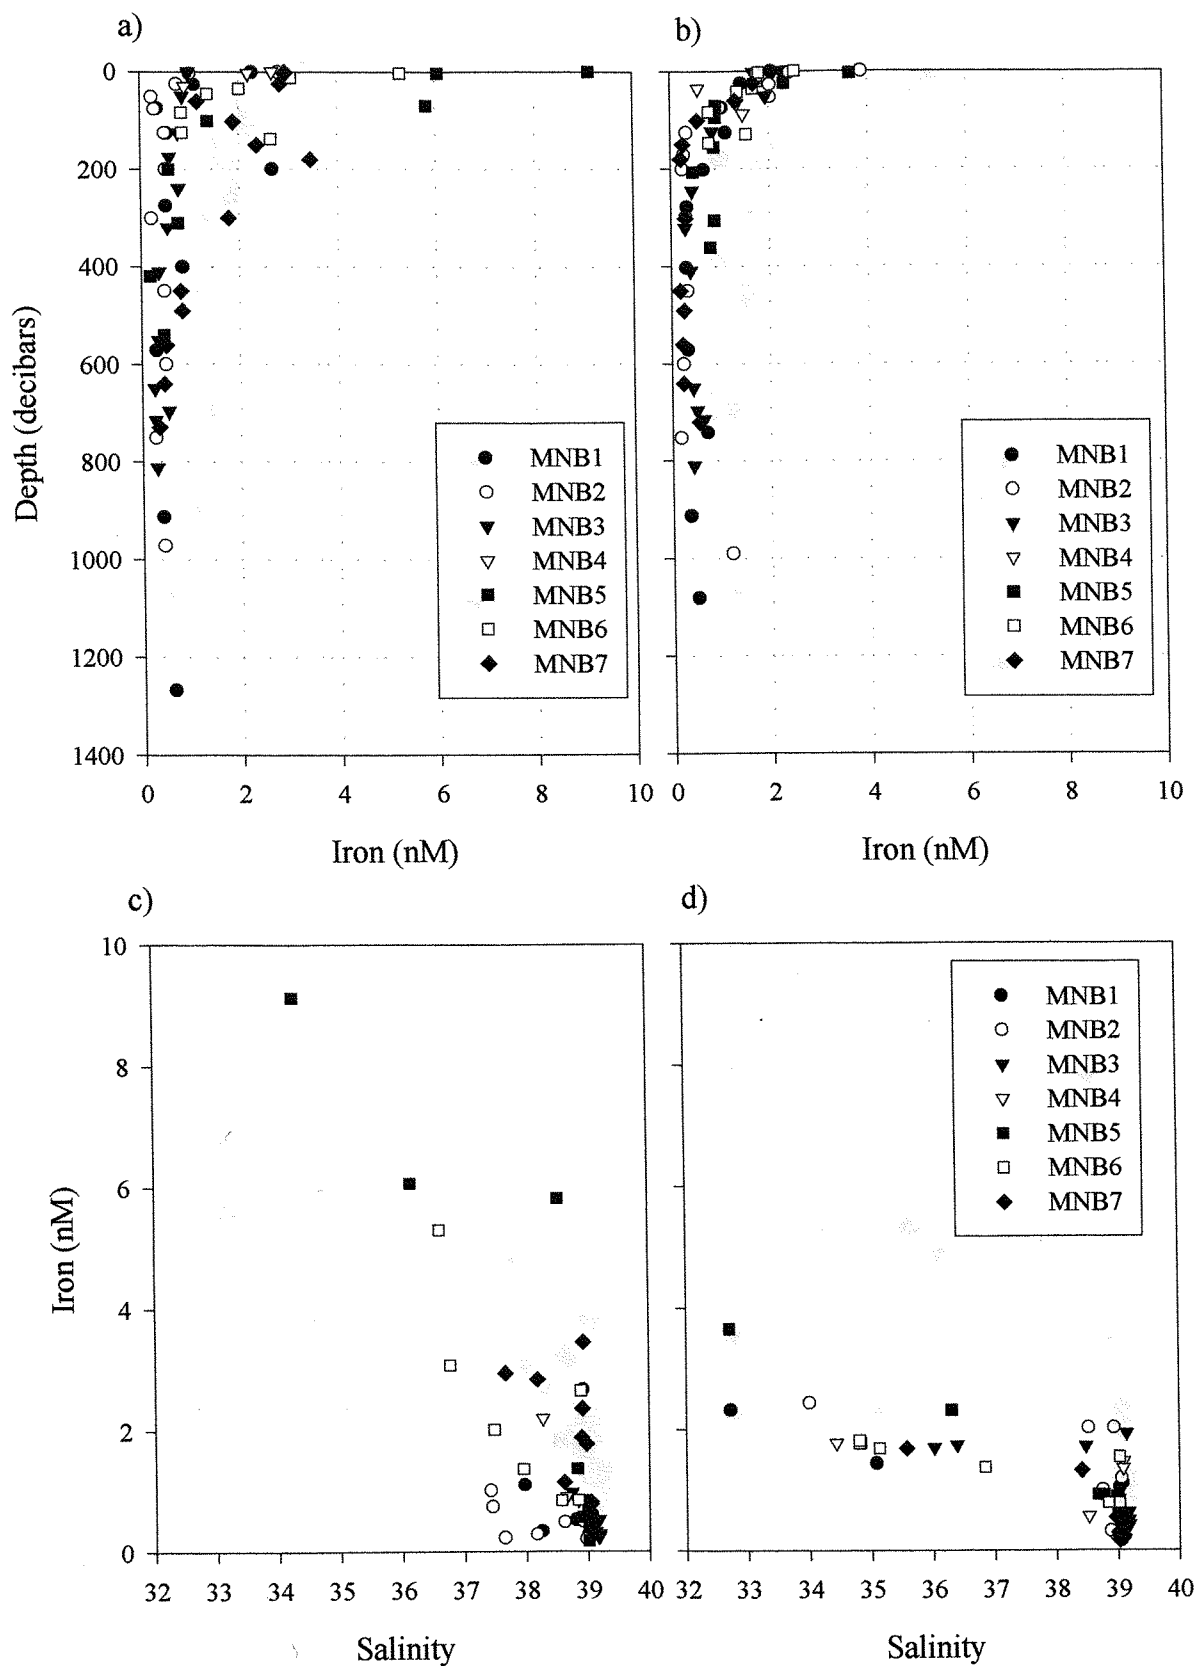 a)
b)
0
200
400
600
800
1000
1200
1400
Depth (decibars)
MNB1
MNB2
MNB3
MNB4
MNB5
MNB6
MNB7
MNB1
MNB2
MNB3
MNB4
MNB5
MNB6
MNB7
0 2 4 6 8 10
0 2 4 6 8 10
Iron (nM)
Iron (nM)
c)
d)
10
8
6
4
2
0
Iron (nM)
MNB1
MNB2
MNB3
MNB4
MNB5
MNB6
MNB7
32 33 34 35 36 37 38 39 40
32 33 34 35 36 37 38 39 40
Salinity
Salinity